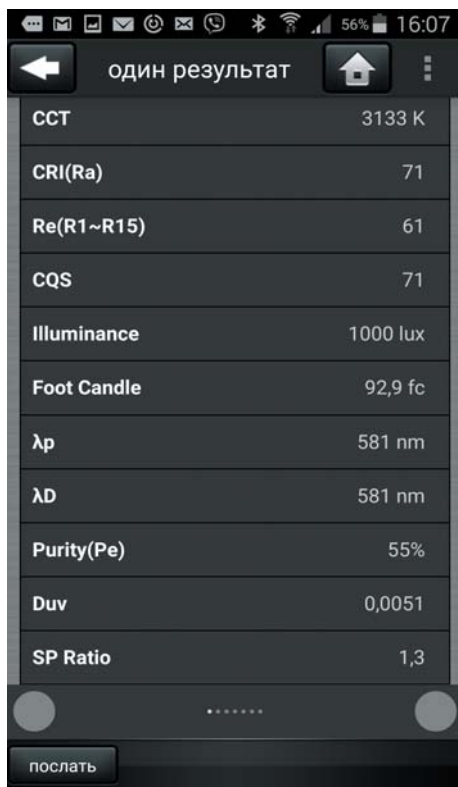 56% 16:07
один результат
CCT 3133 K
CRI(Ra) 71
Re(R1~R15) 61
CQS 71
Illuminance 1000 lux
Foot Candle 92,9 fc
λp 581 nm
λD 581 nm
Purity(Pe) 55%
Duv 0,0051
SP Ratio 1,3
послать